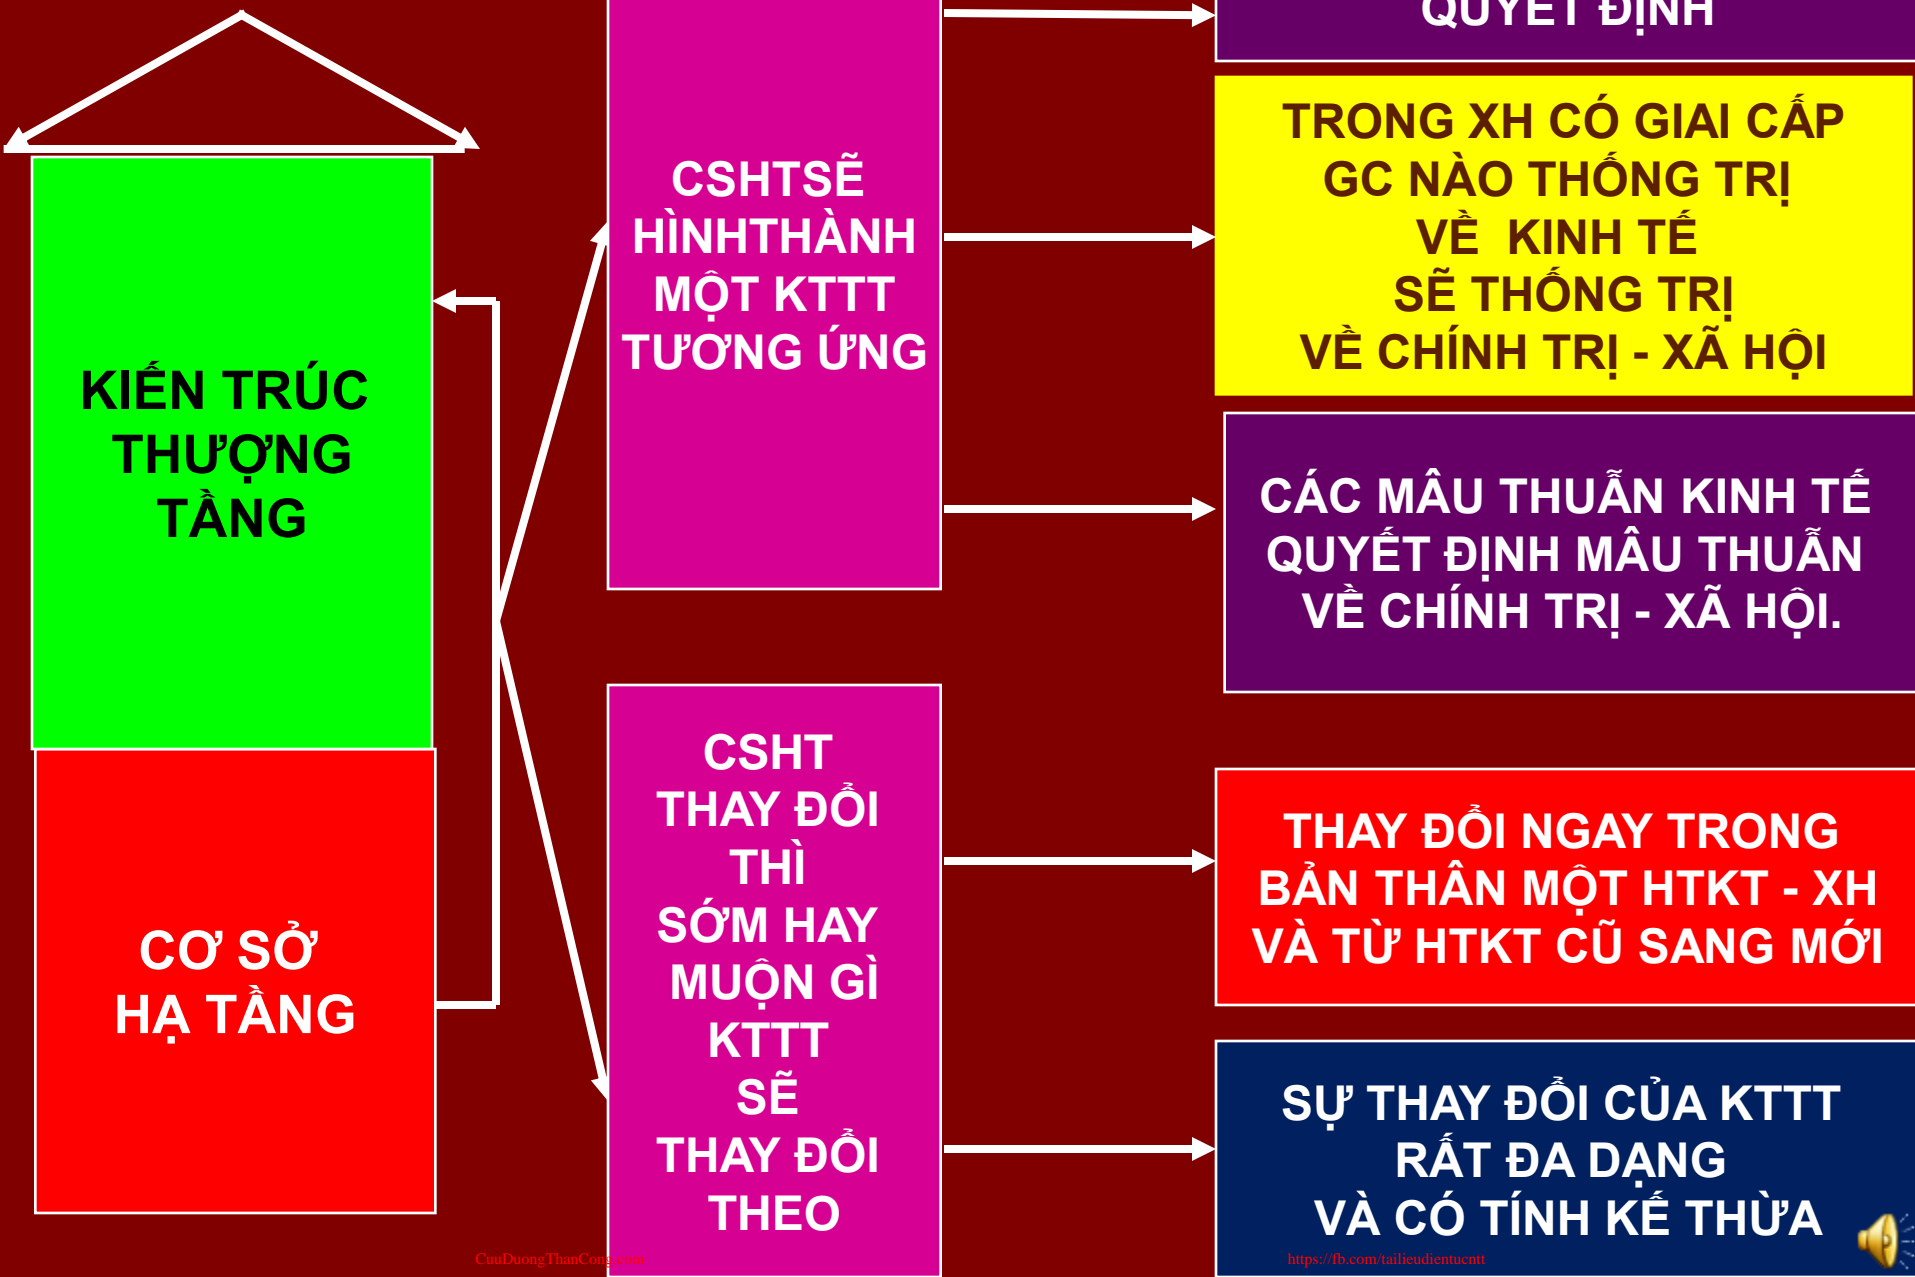 KIẾN TRÚC
THƯỢNG
TẦNG
CƠ SỞ
HẠ TẦNG
CSHTSẼ
HÌNHTHÀNH
MỘT KTTT
TƯƠNG ỨNG
CSHT
THAY ĐỔI
THÌ
SỚM HAY
MUỘN GÌ
KTTT
SẼ
THAY ĐỔI
THEO
QUYẾT ĐỊNH
TRONG XH CÓ GIAI CẤP
GC NÀO THỐNG TRỊ
VỀ KINH TẾ
SẼ THỐNG TRỊ
VỀ CHÍNH TRỊ - XÃ HỘI
CÁC MÂU THUẪN KINH TẾ
QUYẾT ĐỊNH MÂU THUẪN
VỀ CHÍNH TRỊ - XÃ HỘI.
THAY ĐỔI NGAY TRONG
BẢN THÂN MỘT HTKT - XH
VÀ TỪ HTKT CŨ SANG MỚI
SỰ THAY ĐỔI CỦA KTTT
RẤT ĐA DẠNG
VÀ CÓ TÍNH KẾ THỪA
CuuDuongThanCong.com
https://fb.com/tailieudientucntt